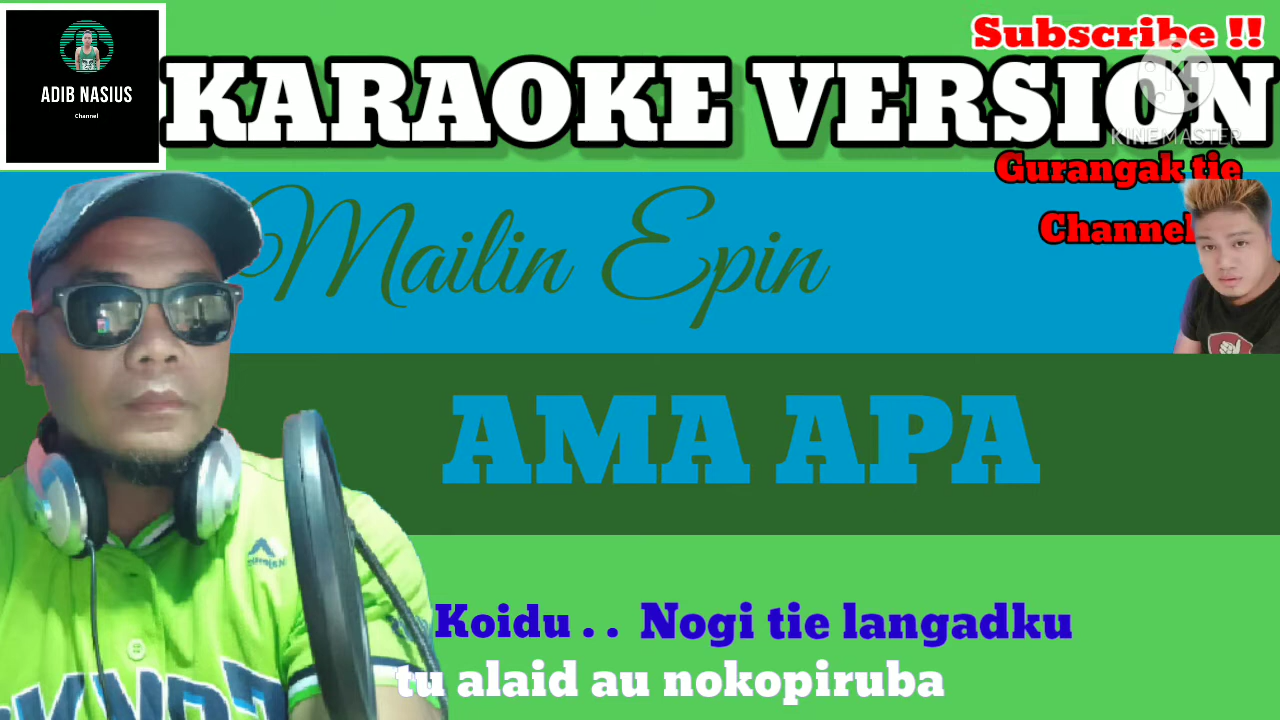 Subscribe !!
ADIB NASIUS
Channel
KARAOKE VERSION
KINEMASTER
Gurangak tie
Channel
Mailin Epin
AMA APA
Koidu . . Nogi tie langadku
tu alaid au nokopiruba